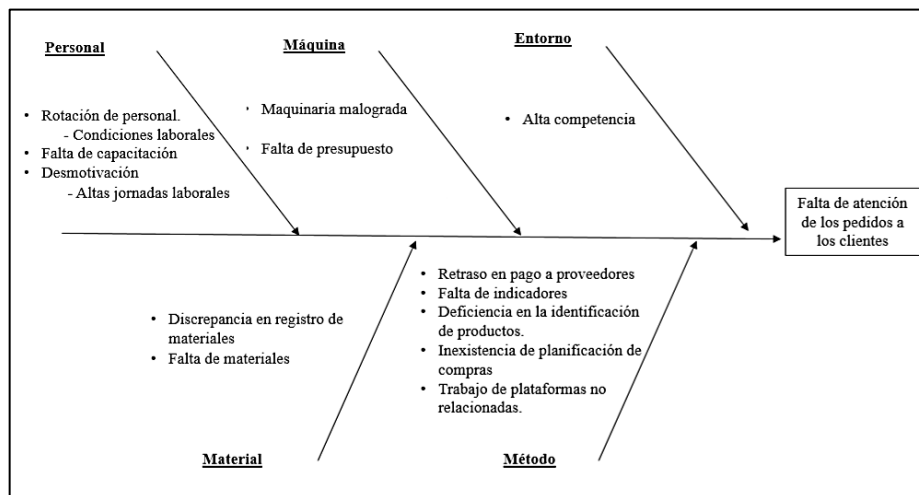 Personal
Máquina
Entorno
• Rotación de personal.
- Condiciones laborales
• Falta de capacitación
• Desmotivación
- Altas jornadas laborales
Maquinaria malograda
Falta de presupuesto
• Alta competencia
Falta de atención
de los pedidos a
los clientes
• Discrepancia en registro de
materiales
• Falta de materiales
• Retraso en pago a proveedores
• Falta de indicadores
• Deficiencia en la identificación
de productos.
• Inexistencia de planificación de
compras
• Trabajo de plataformas no
relacionadas.
Material
Método